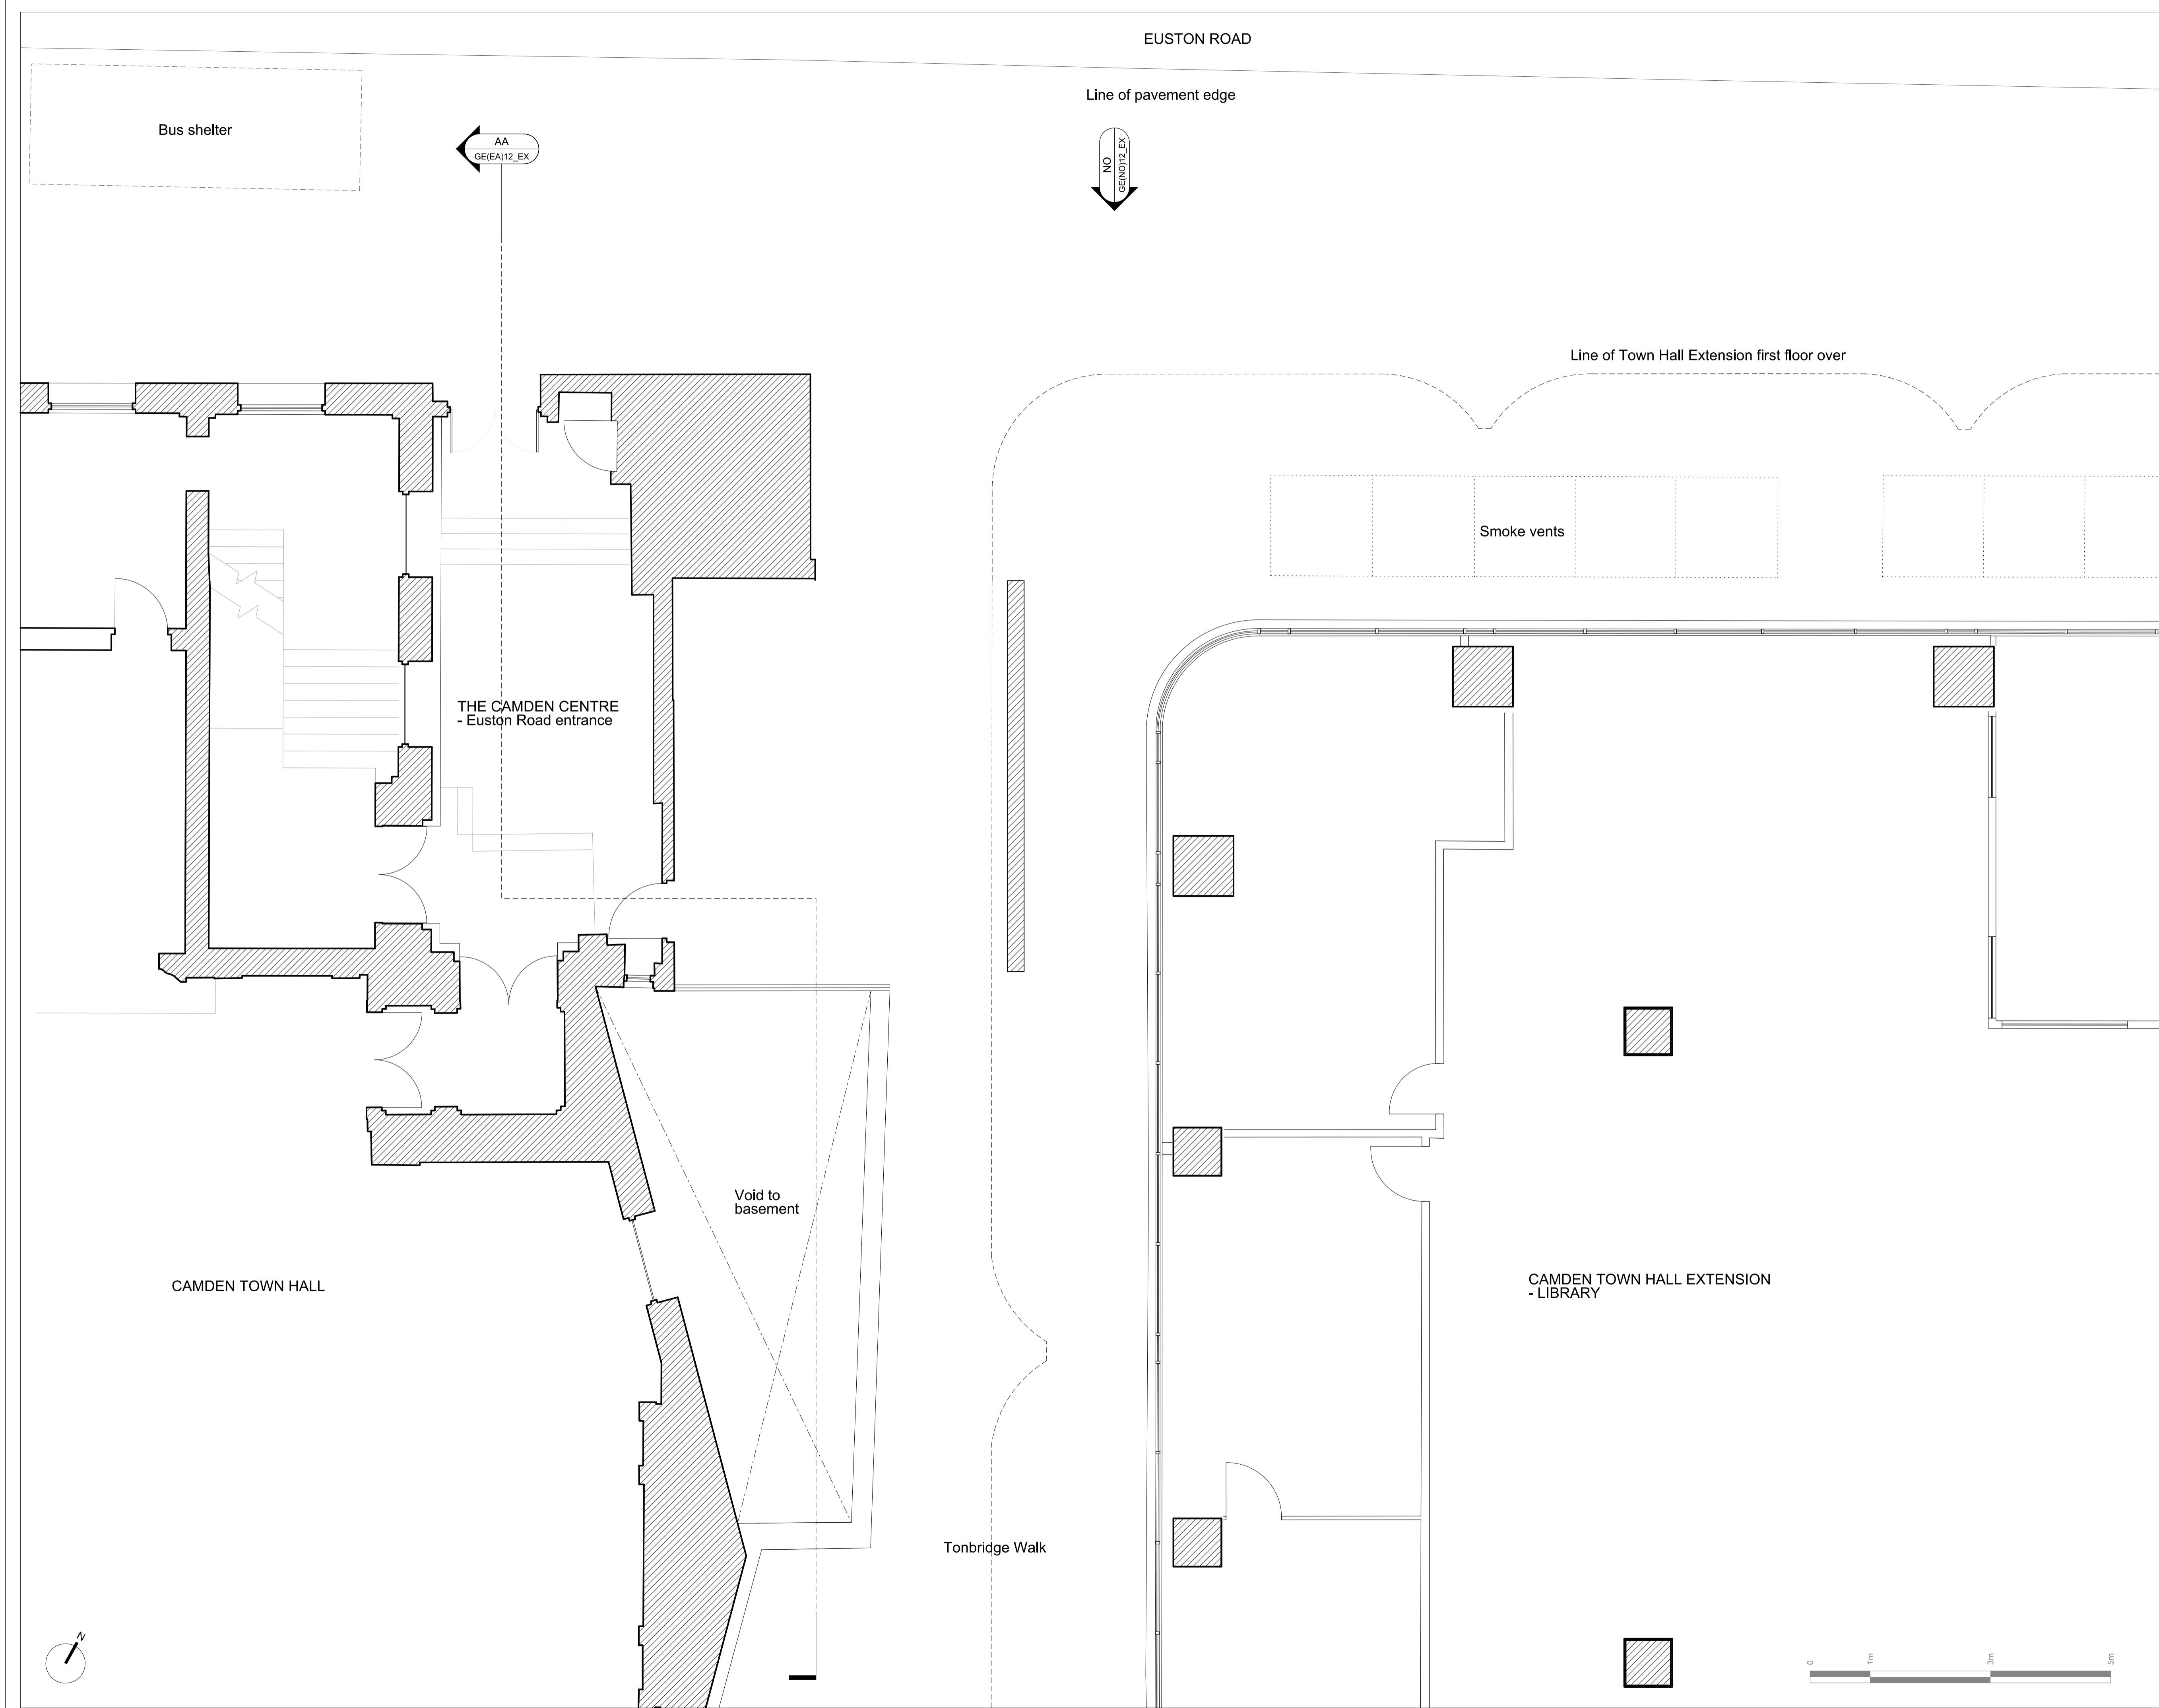 EUSTON ROAD
Line of pavement edge
Bus shelter
AA
GE(EA)12_EX
NO
GE(NO)12_EX
Line of Town Hall Extension first floor over
Smoke vents
THE CAMDEN CENTRE
- Euston Road entrance
Void to
basement
CAMDEN TOWN HALL
CAMDEN TOWN HALL EXTENSION
- LIBRARY
Tonbridge Walk
N
0
1m
3m
5m